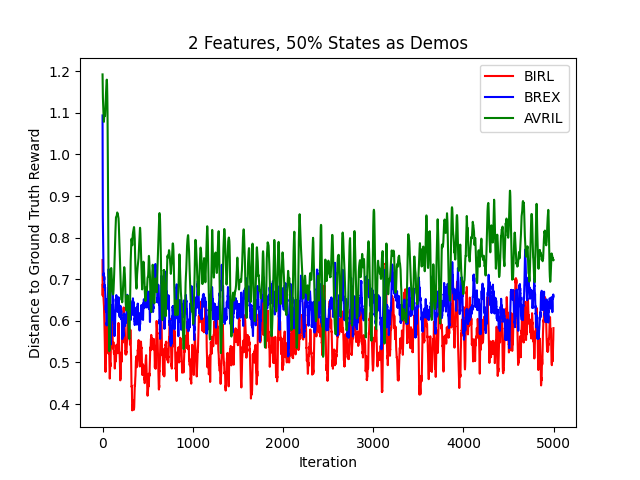 2 Features, 50% States as Demos
BIRL
BREX
AVRIL
Distance to Ground Truth Reward
1.2
1.1
1.0
0.9
0.8
0.7
0.6
0.5
0.4
0
1000
2000
3000
4000
5000
Iteration